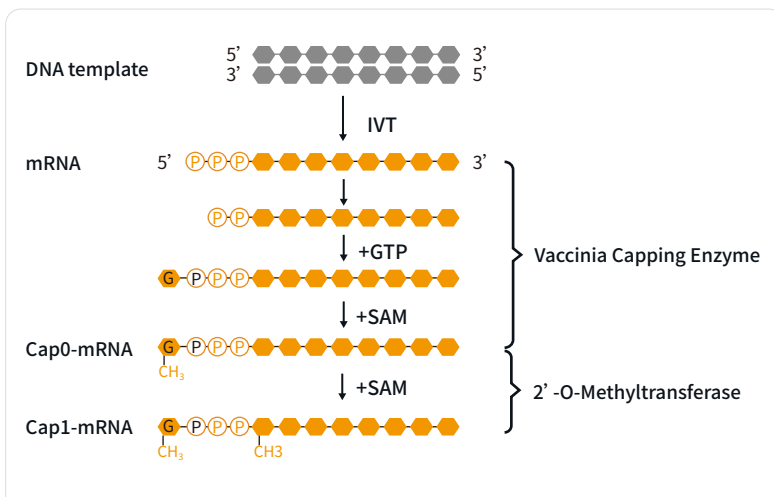 5’ 3’
DNA template
3’ 5’
IVT
mRNA 5’ P P P 3’
P P
+GTP
G P P P
Vaccinia Capping Enzyme
+SAM
Cap0-mRNA G P P P
CH₃
+SAM
2’ -O-Methyltransferase
Cap1-mRNA G P P P
CH₃ CH3